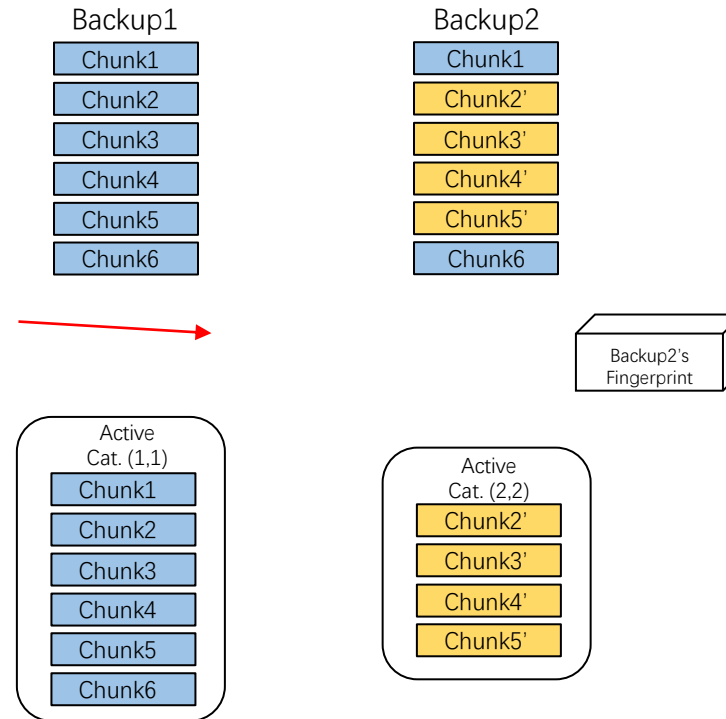 Backup1
Chunk1
Chunk2
Chunk3
Chunk4
Chunk5
Chunk6
Backup2
Chunk1
Chunk2’
Chunk3’
Chunk4’
Chunk5’
Chunk6
Backup2’s
Fingerprint
Active
Cat. (1,1)
Chunk1
Chunk2
Chunk3
Chunk4
Chunk5
Chunk6
Active
Cat. (2,2)
Chunk2’
Chunk3’
Chunk4’
Chunk5’